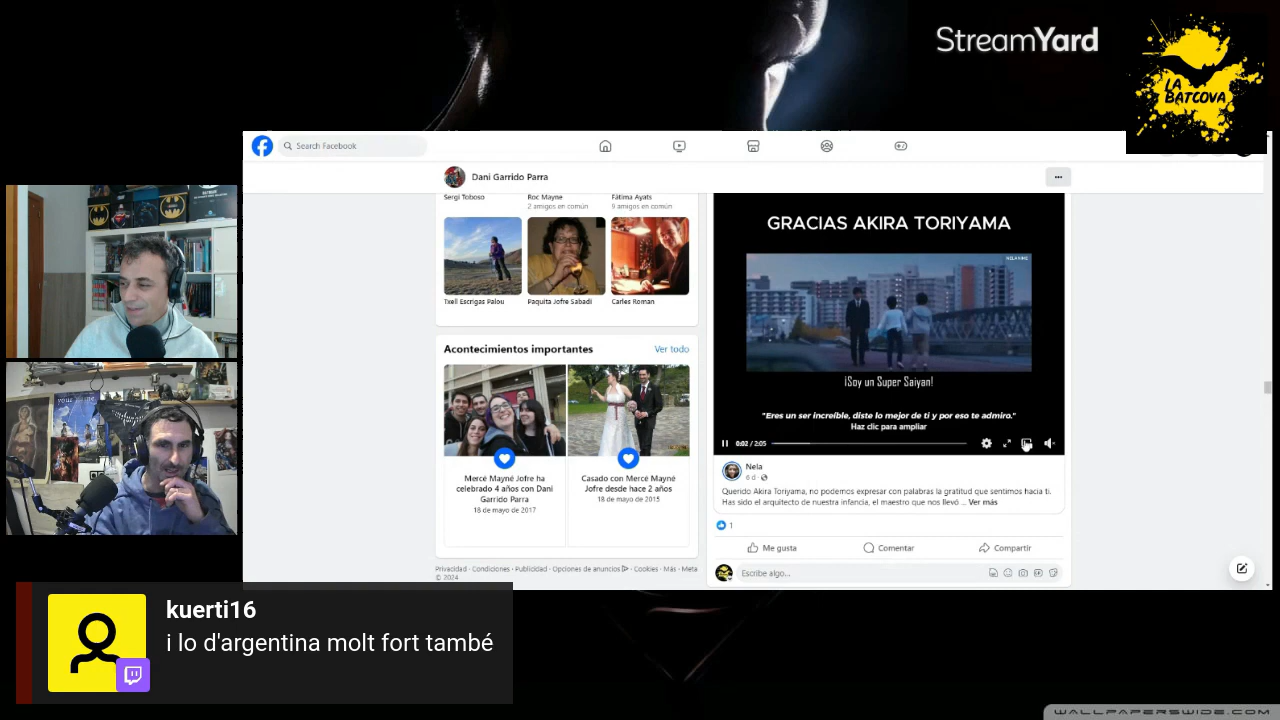 StreamYard
LA
BATCOVA
Search Facebook
Dani Garrido Parra
Sergi Toboso
Roc Mayne
2 amigos en común
Fátima Ayats
9 amigos en común
Txell Escrigas Palou
Paquita Jofre Sabadi
Carles Roman
Acontecimientos importantes
Ver todo
Mercé Mayné Jofre ha
celebrado 4 años con Dani
Garrido Parra
18 de mayo de 2017
Casado con Mercé Mayné
Jofre desde hace 2 años
18 de mayo de 2015
Privacidad · Condiciones · Publicidad · Opciones de anuncios · Cookies · Más · Meta
© 2024
GRACIAS AKIRA TORIYAMA
¡Soy un Super Saiyan!
"Eres un ser increíble, diste lo mejor de ti y por eso te admiro."
Haz clic para ampliar
0:02 / 2:05
Nela
6 d ·
Querido Akira Toriyama, no podemos expresar con palabras la gratitud que sentimos hacia ti.
Has sido el arquitecto de nuestra infancia, el maestro que nos llevó ... Ver más
1
Me gusta
Comentar
Compartir
Escribe algo...
your name.
kuerti16
i lo d'argentina molt fort també
WALLPAPERSWIDE.COM